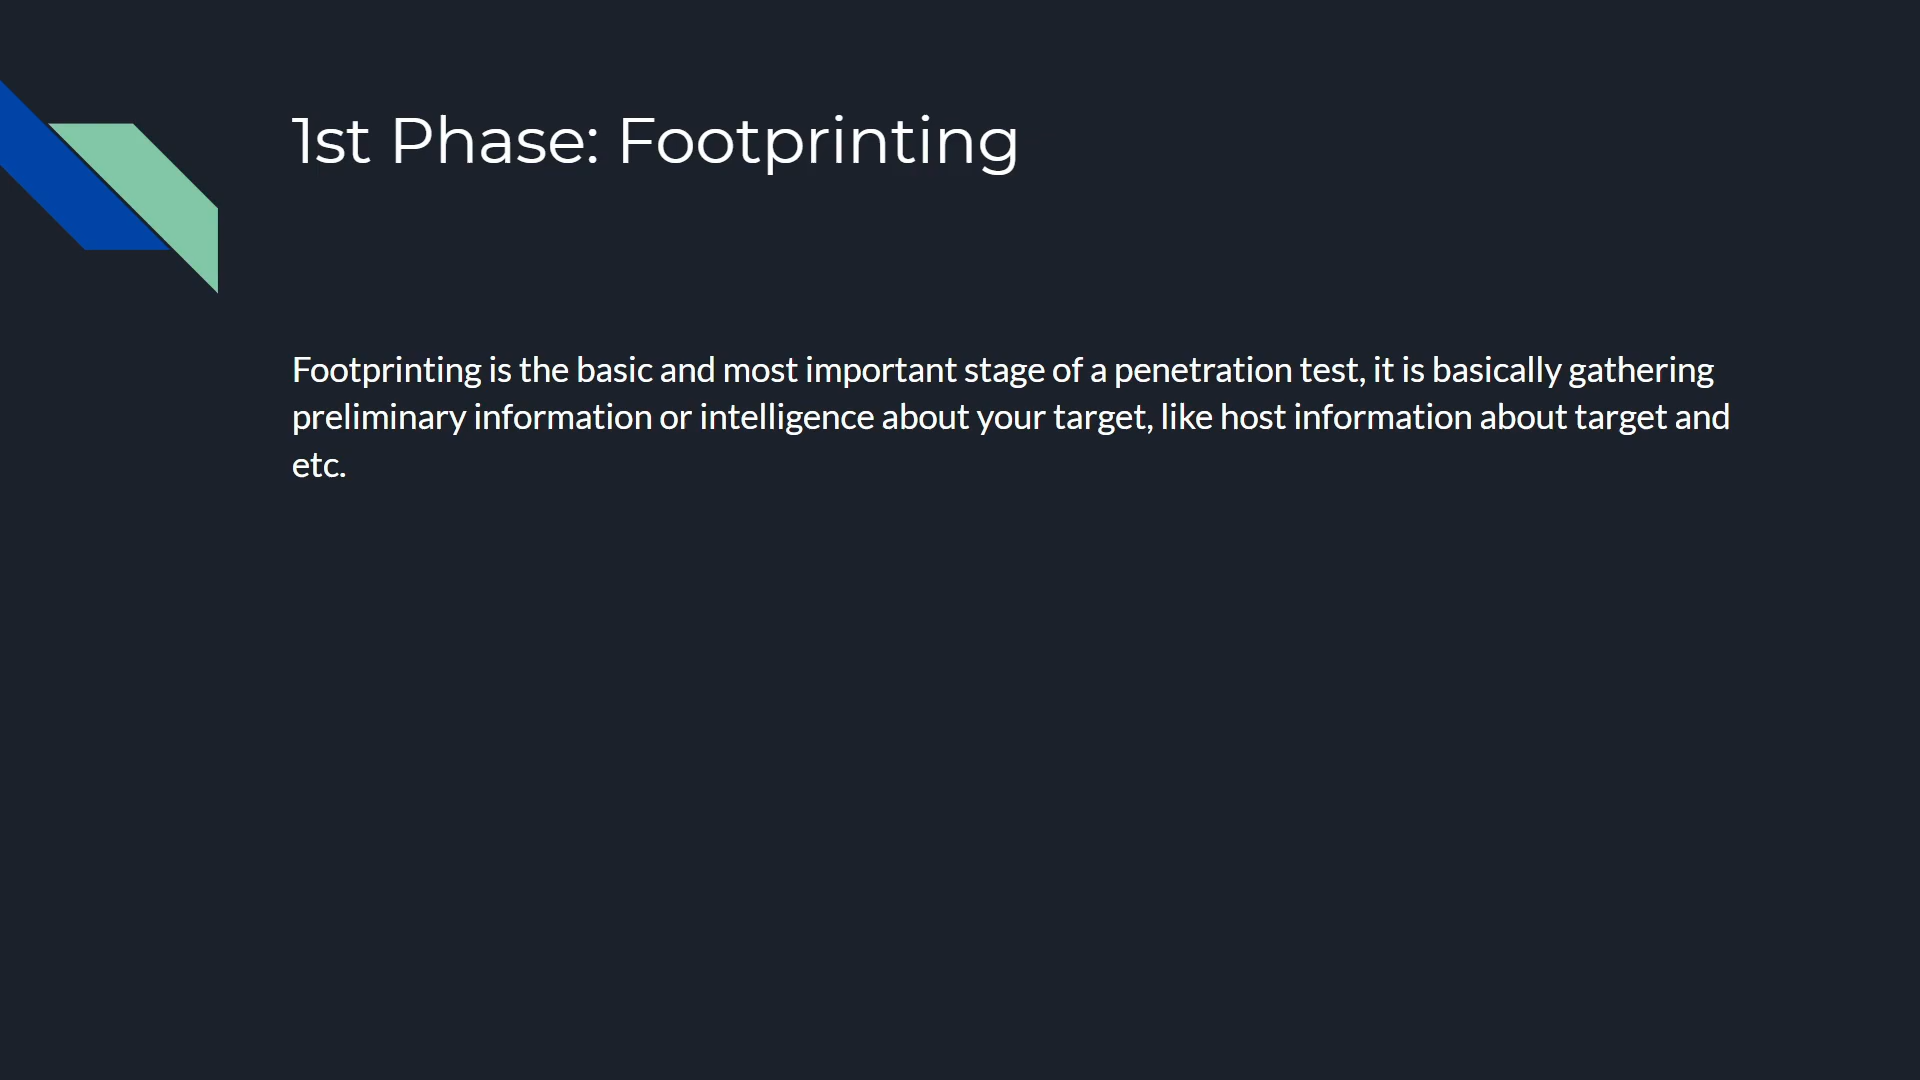 1st Phase: Footprinting
Footprinting is the basic and most important stage of a penetration test, it is basically gathering
preliminary information or intelligence about your target, like host information about target and
etc.